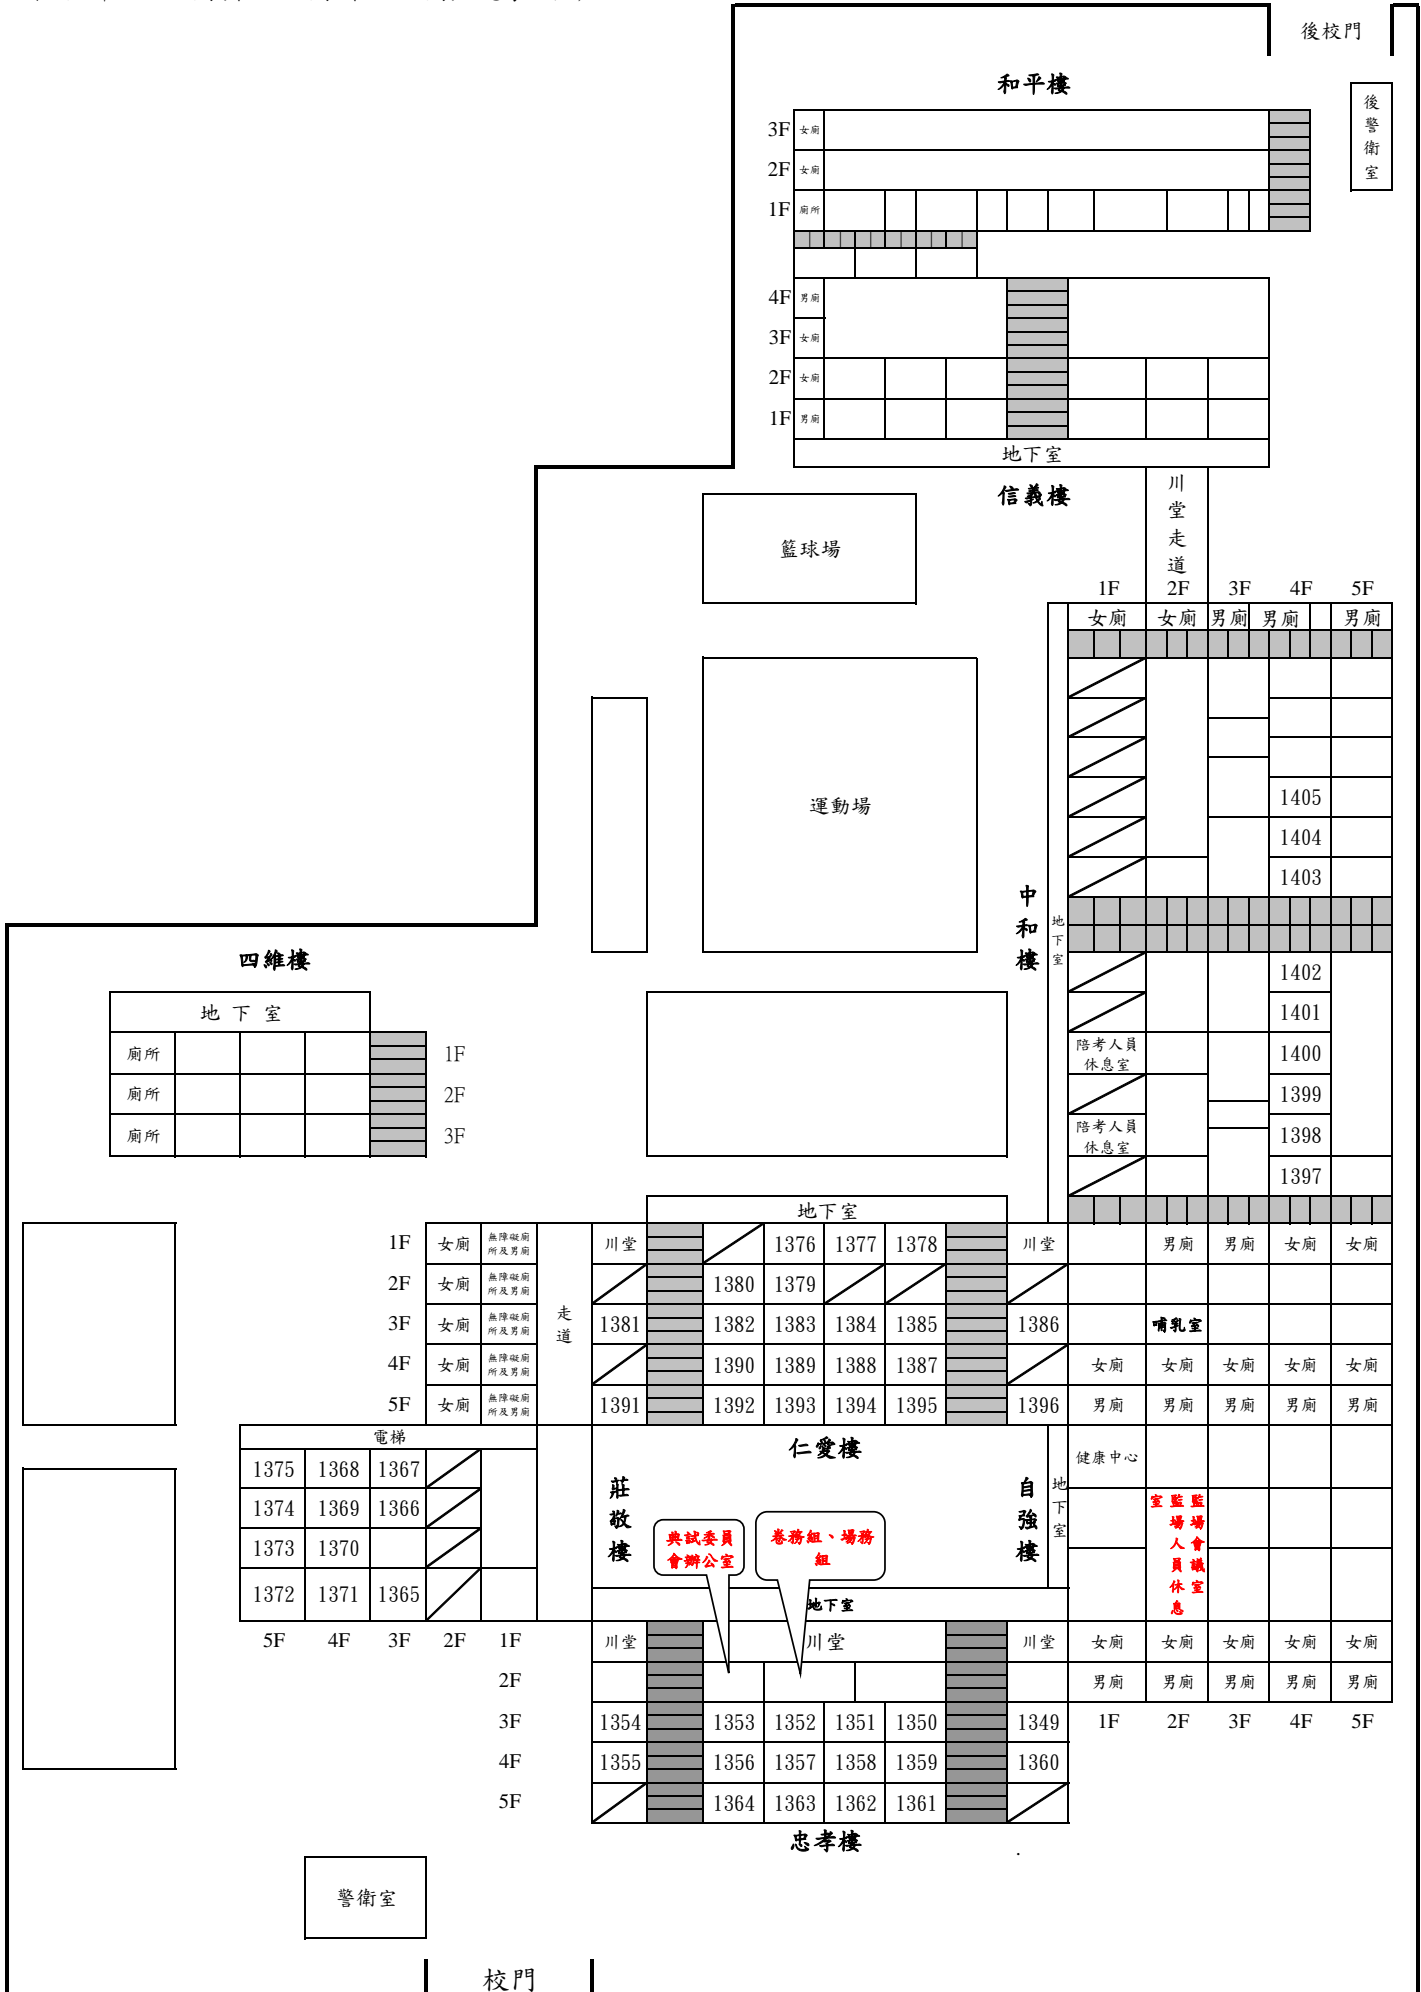 後校門
和平樓
後警衛室
3F 女廁
2F 女廁
1F 廁所
4F 男廁
3F 女廁
2F 女廁
1F 男廁
地下室
信義樓
川堂走道
籃球場
1F 2F 3F 4F 5F
女廁 女廁 男廁 男廁 男廁
運動場
1405
1404
1403
中和樓
地下室
四維樓
1402
地下室
1401
廁所 1F
陪考人員休息室 1400
廁所 2F
1399
廁所 3F
陪考人員休息室 1398
1397
地下室
1F 女廁 無障礙廁所及男廁 川堂 1376 1377 1378 川堂 男廁 男廁 女廁 女廁
2F 女廁 無障礙廁所及男廁 1380 1379
走道
3F 女廁 無障礙廁所及男廁 1381 1382 1383 1384 1385 1386 哺乳室
4F 女廁 無障礙廁所及男廁 1390 1389 1388 1387 女廁 女廁 女廁 女廁 女廁
5F 女廁 無障礙廁所及男廁 1391 1392 1393 1394 1395 1396 男廁 男廁 男廁 男廁 男廁
電梯
仁愛樓
健康中心
1375 1368 1367
莊敬樓
自強樓
地下室
1374 1369 1366
監場會議室
監場人員休息室
典試委員會辦公室
卷務組、場務組
1373 1370
1372 1371 1365
地下室
5F 4F 3F 2F 1F
川堂 川堂 川堂 女廁 女廁 女廁 女廁 女廁
2F 男廁 男廁 男廁 男廁 男廁
3F 1354 1353 1352 1351 1350 1349 1F 2F 3F 4F 5F
4F 1355 1356 1357 1358 1359 1360
5F 1364 1363 1362 1361
忠孝樓
警衛室
校門